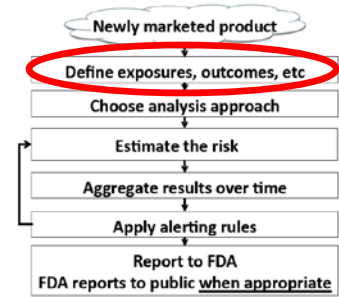 Newly marketed product
Define exposures, outcomes, etc
Choose analysis approach
Estimate the risk
Aggregate results over time
Apply alerting rules
Report to FDA
FDA reports to public when appropriate